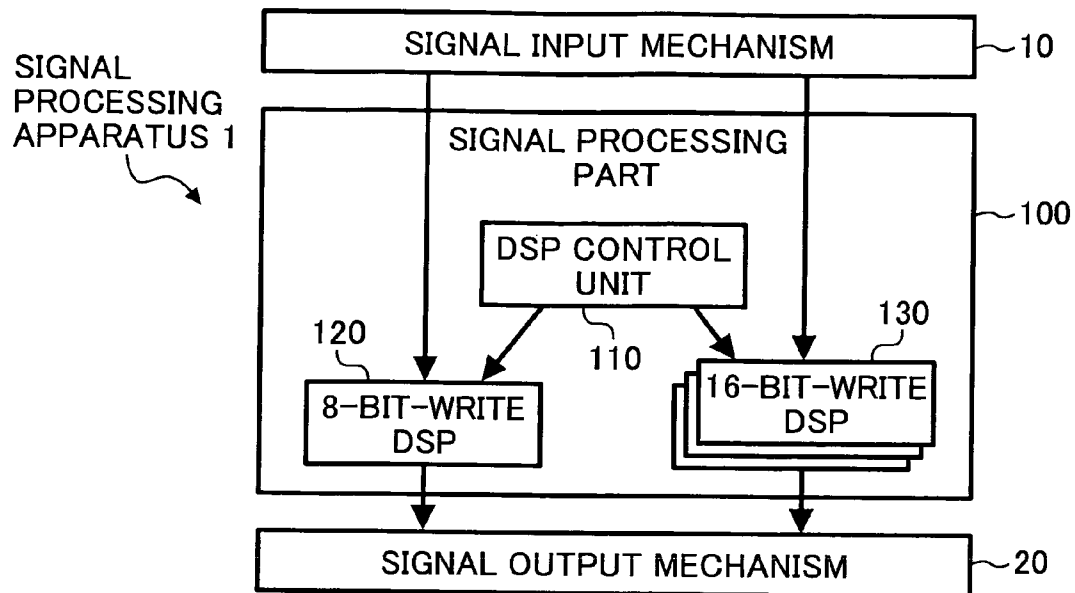 SIGNAL INPUT MECHANISM
10
SIGNAL
PROCESSING
APPARATUS 1
SIGNAL PROCESSING
PART
100
DSP CONTROL
UNIT
110
120
130
8-BIT-WRITE
DSP
16-BIT-WRITE
DSP
SIGNAL OUTPUT MECHANISM
20